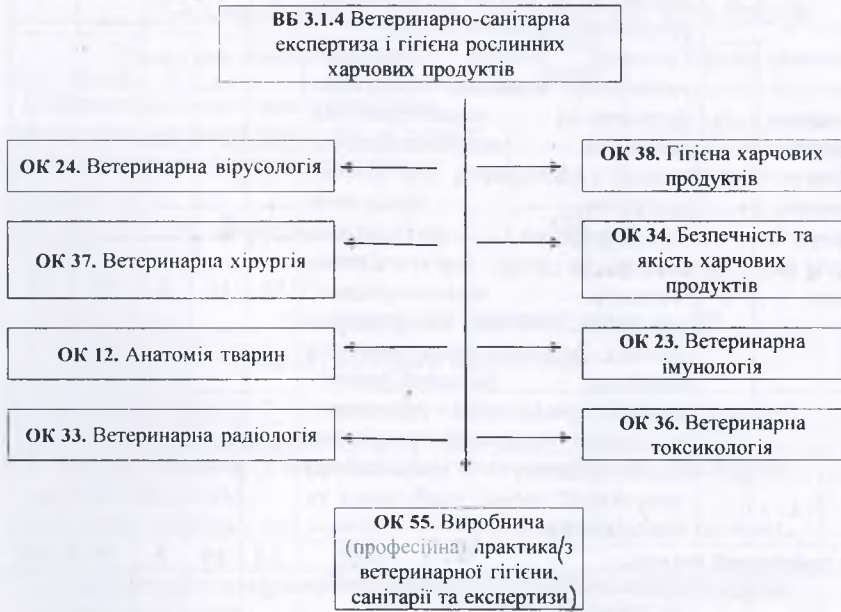 ВБ 3.1.4 Ветеринарно-санітарна
експертиза і гігієна рослинних
харчових продуктів
ОК 24. Ветеринарна вірусологія
ОК 38. Гігієна харчових
продуктів
ОК 37. Ветеринарна хірургія
ОК 34. Безпечність та
якість харчових
продуктів
ОК 12. Анатомія тварин
ОК 23. Ветеринарна
імунологія
ОК 33. Ветеринарна радіологія
ОК 36. Ветеринарна
токсикологія
ОК 55. Виробнича
(професійна) практика(з
ветеринарної гігієни,
санітарії та експертизи)